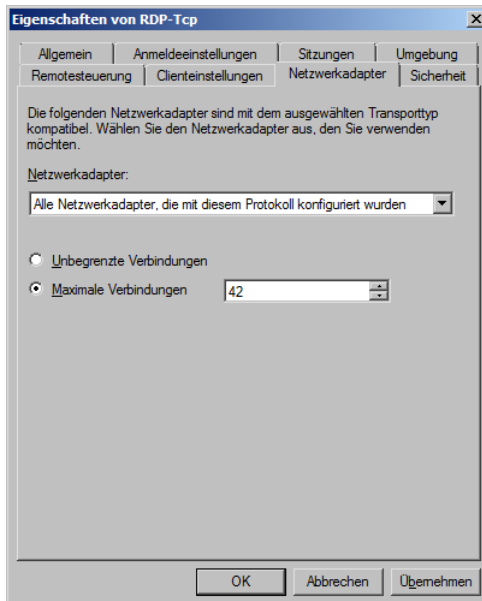 Eigenschaften von RDP-Tcp
Allgemein Anmeldeeinstellungen Sitzungen Umgebung
Remotesteuerung Clienteinstellungen Netzwerkadapter Sicherheit
Die folgenden Netzwerkadapter sind mit dem ausgewählten Transporttyp
kompatibel. Wählen Sie den Netzwerkadapter aus, den Sie verwenden
möchten.
Netzwerkadapter:
Alle Netzwerkadapter, die mit diesem Protokoll konfiguriert wurden
Unbegrenzte Verbindungen
Maximale Verbindungen 42
OK Abbrechen Übernehmen